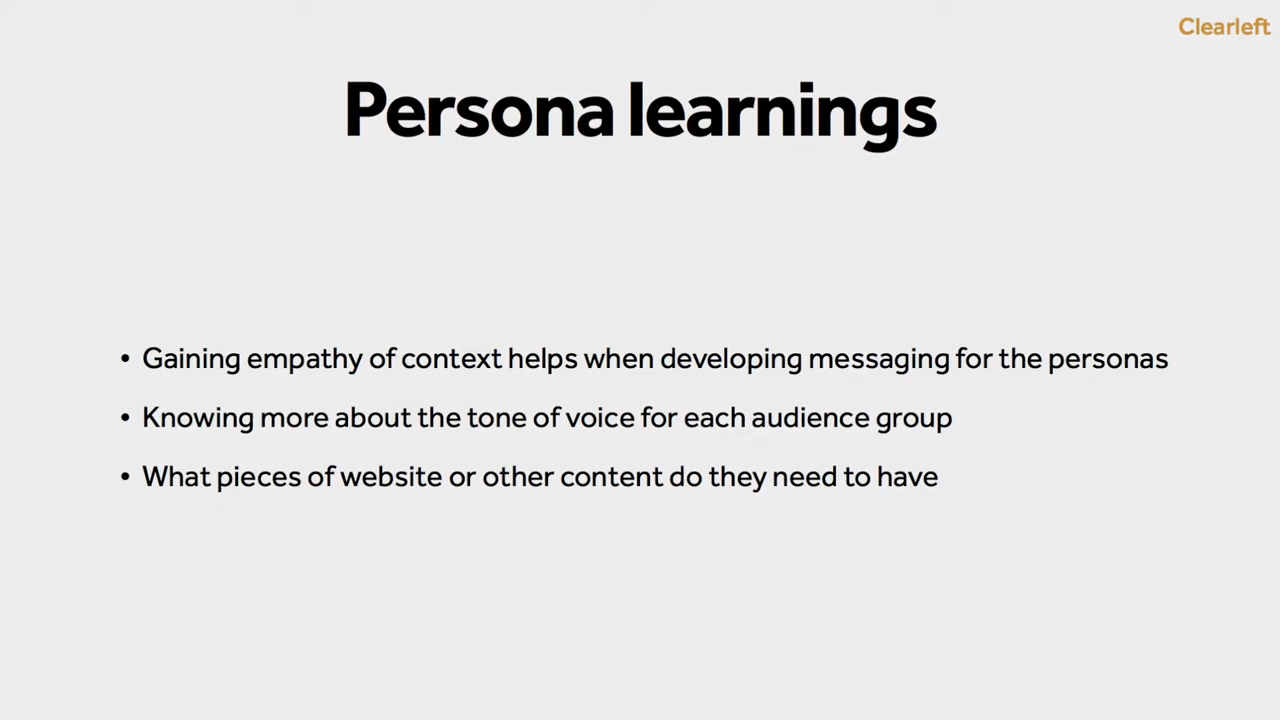 Clearleft
Persona learnings
• Gaining empathy of context helps when developing messaging for the personas
• Knowing more about the tone of voice for each audience group
• What pieces of website or other content do they need to have